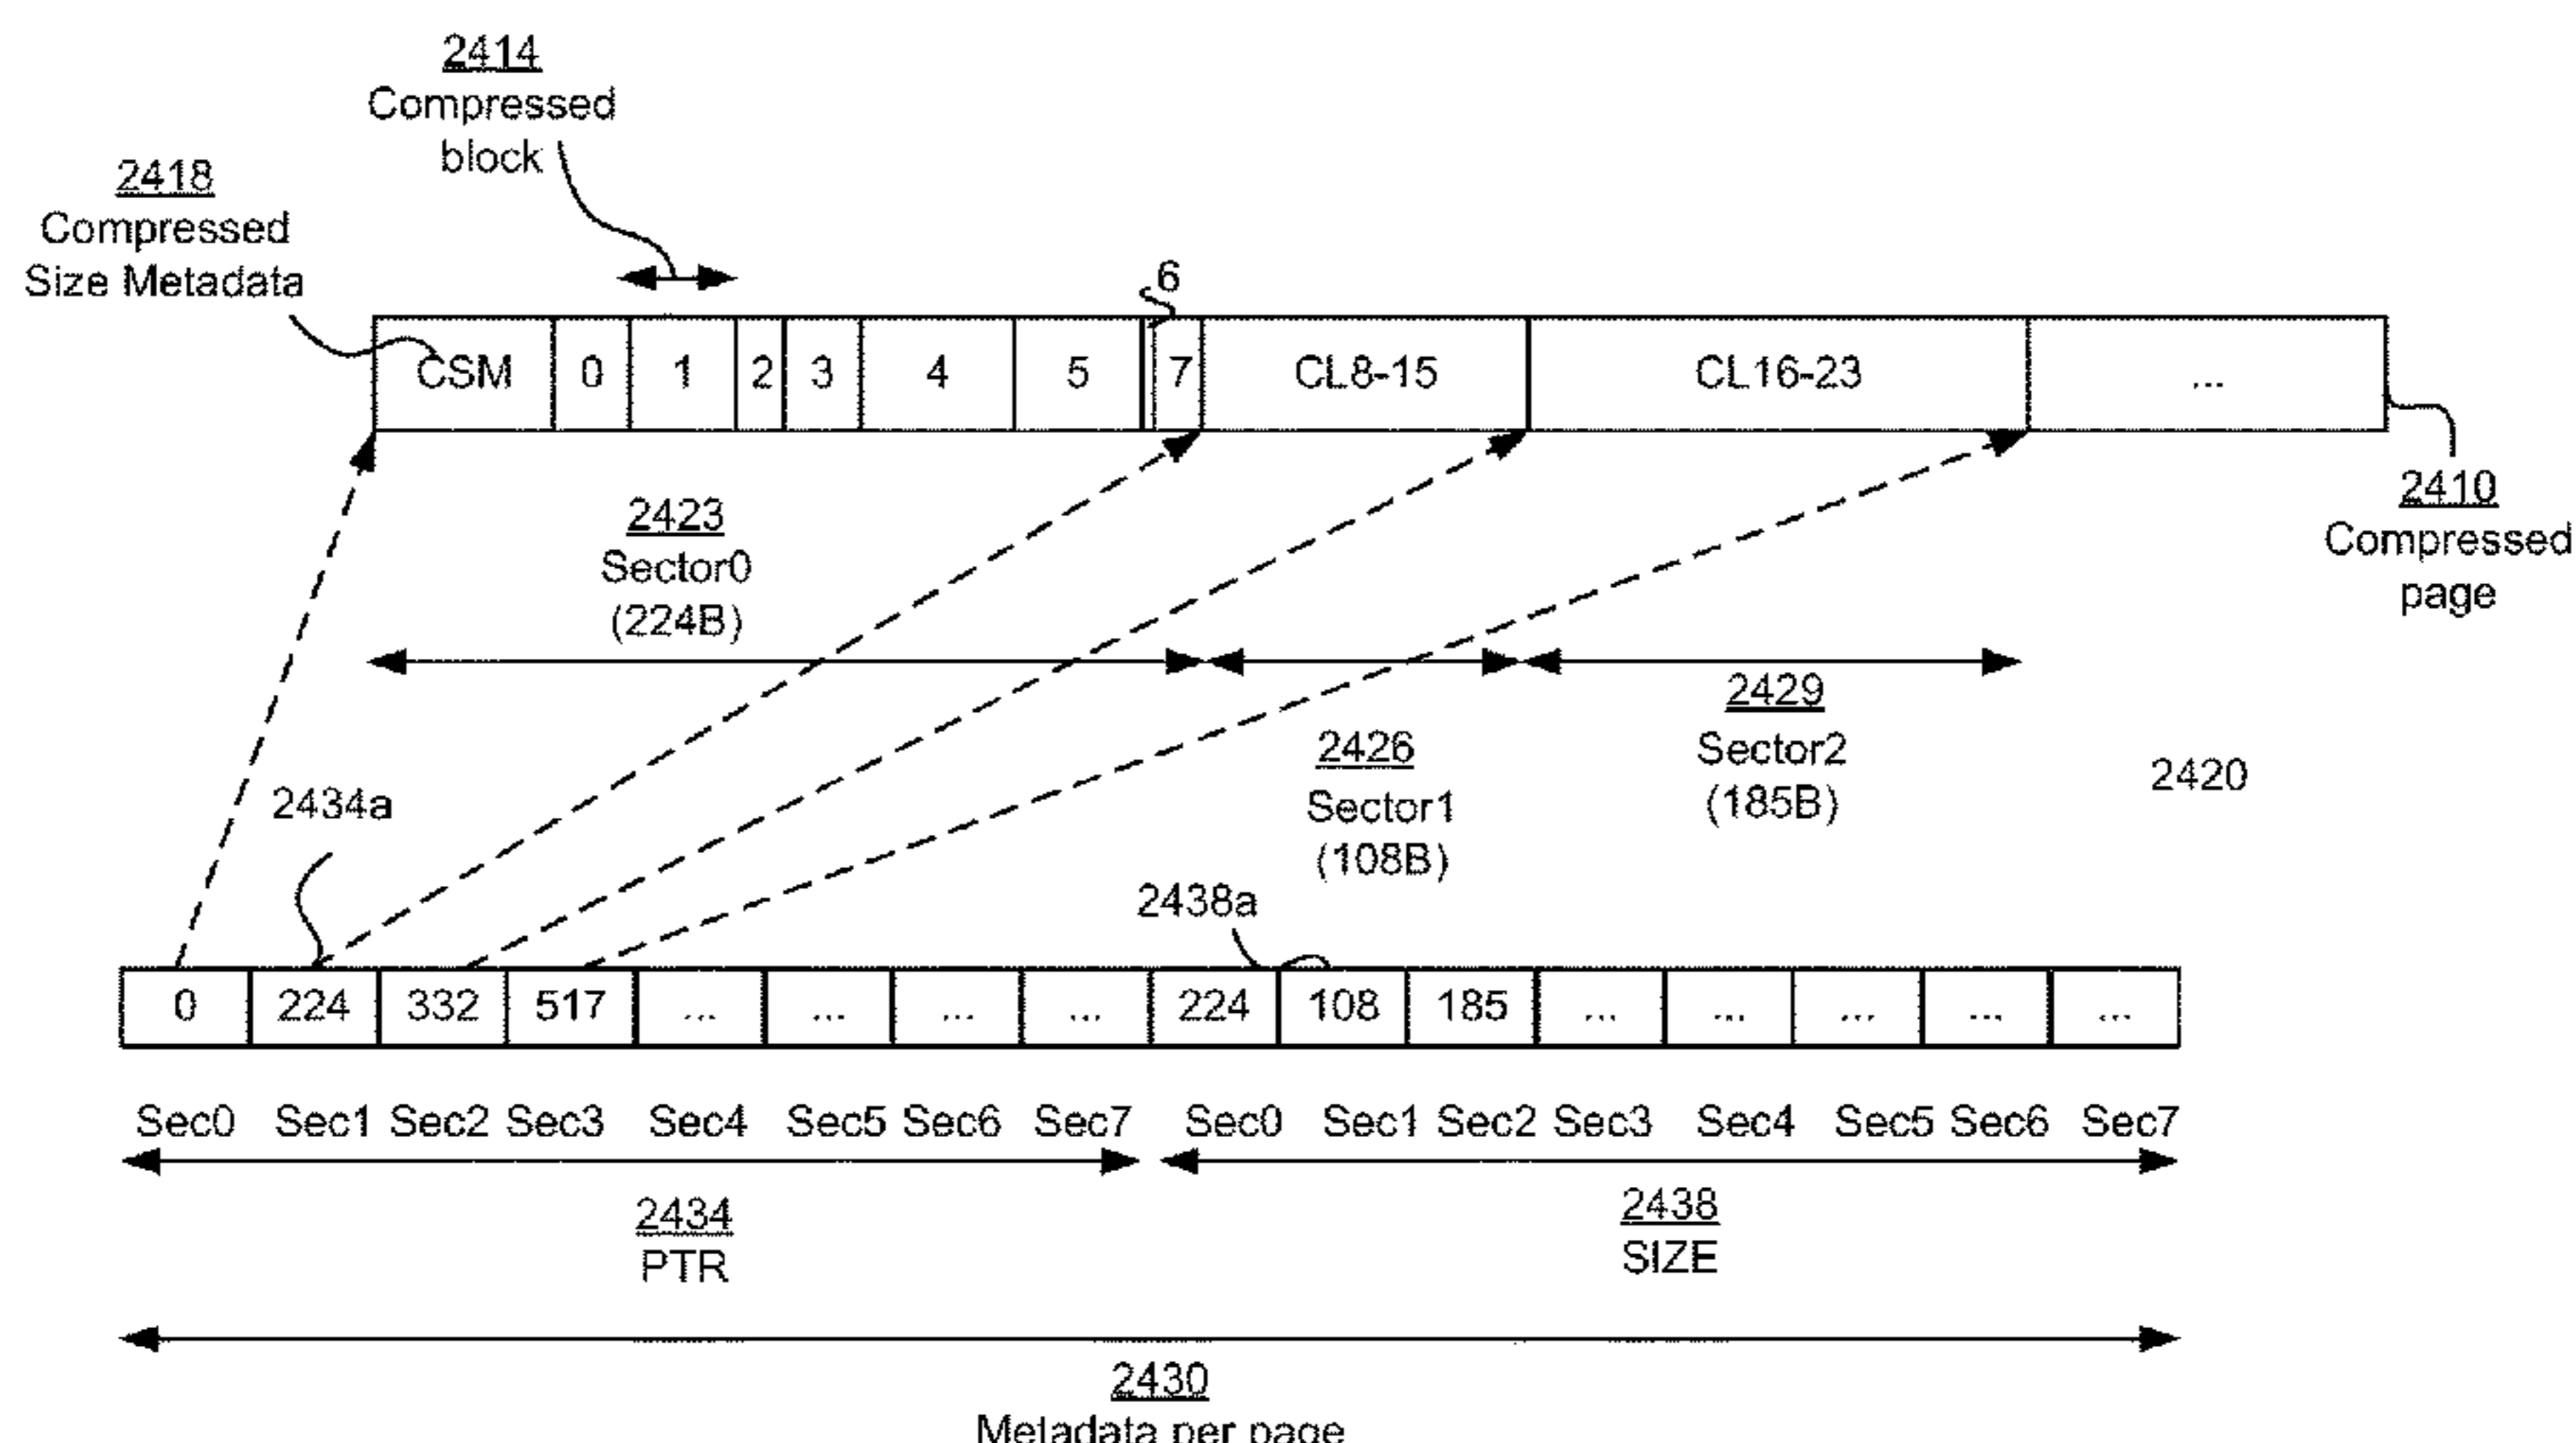 2414
Compressed
block
2418
Compressed
Size Metadata
6
CSM 0 1 2 3 4 5 7 CL8-15 CL16-23 ...
2410
Compressed
page
2423
Sector0
(224B)
2429
Sector2
(185B)
2426
Sector1
(108B)
2420
2434a
2438a
0 224 332 517 ... ... ... ... 224 108 185 ... ... ... ... ...
Sec0 Sec1 Sec2 Sec3 Sec4 Sec5 Sec6 Sec7 Sec0 Sec1 Sec2 Sec3 Sec4 Sec5 Sec6 Sec7
2434
PTR
2438
SIZE
2430
Metadata per page